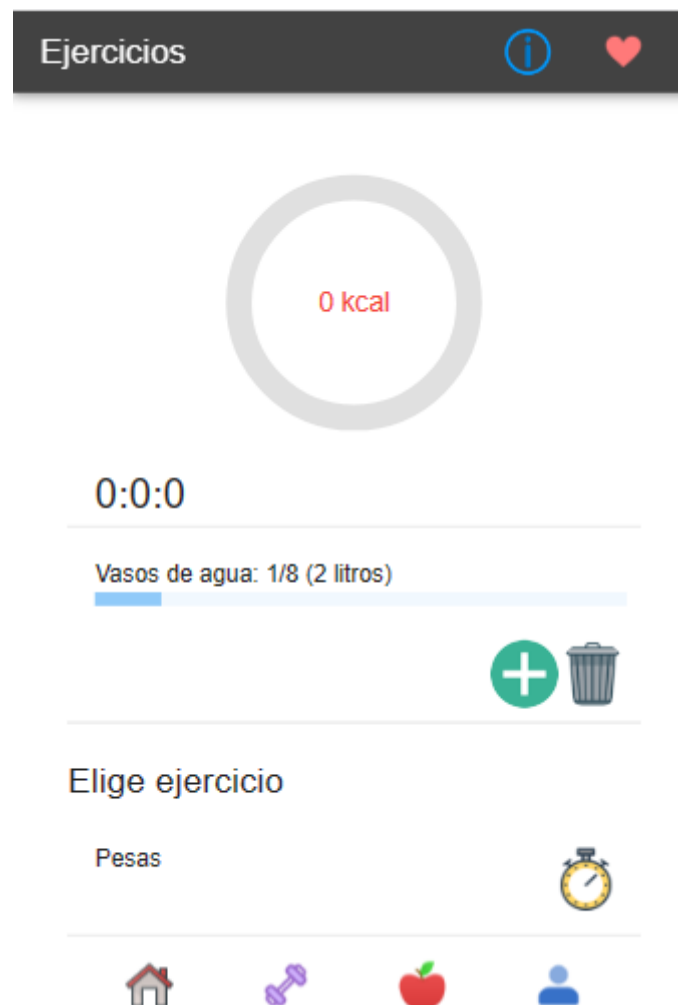 Ejercicios
0 kcal
0:0:0
Vasos de agua: 1/8 (2 litros)
Elige ejercicio
Pesas